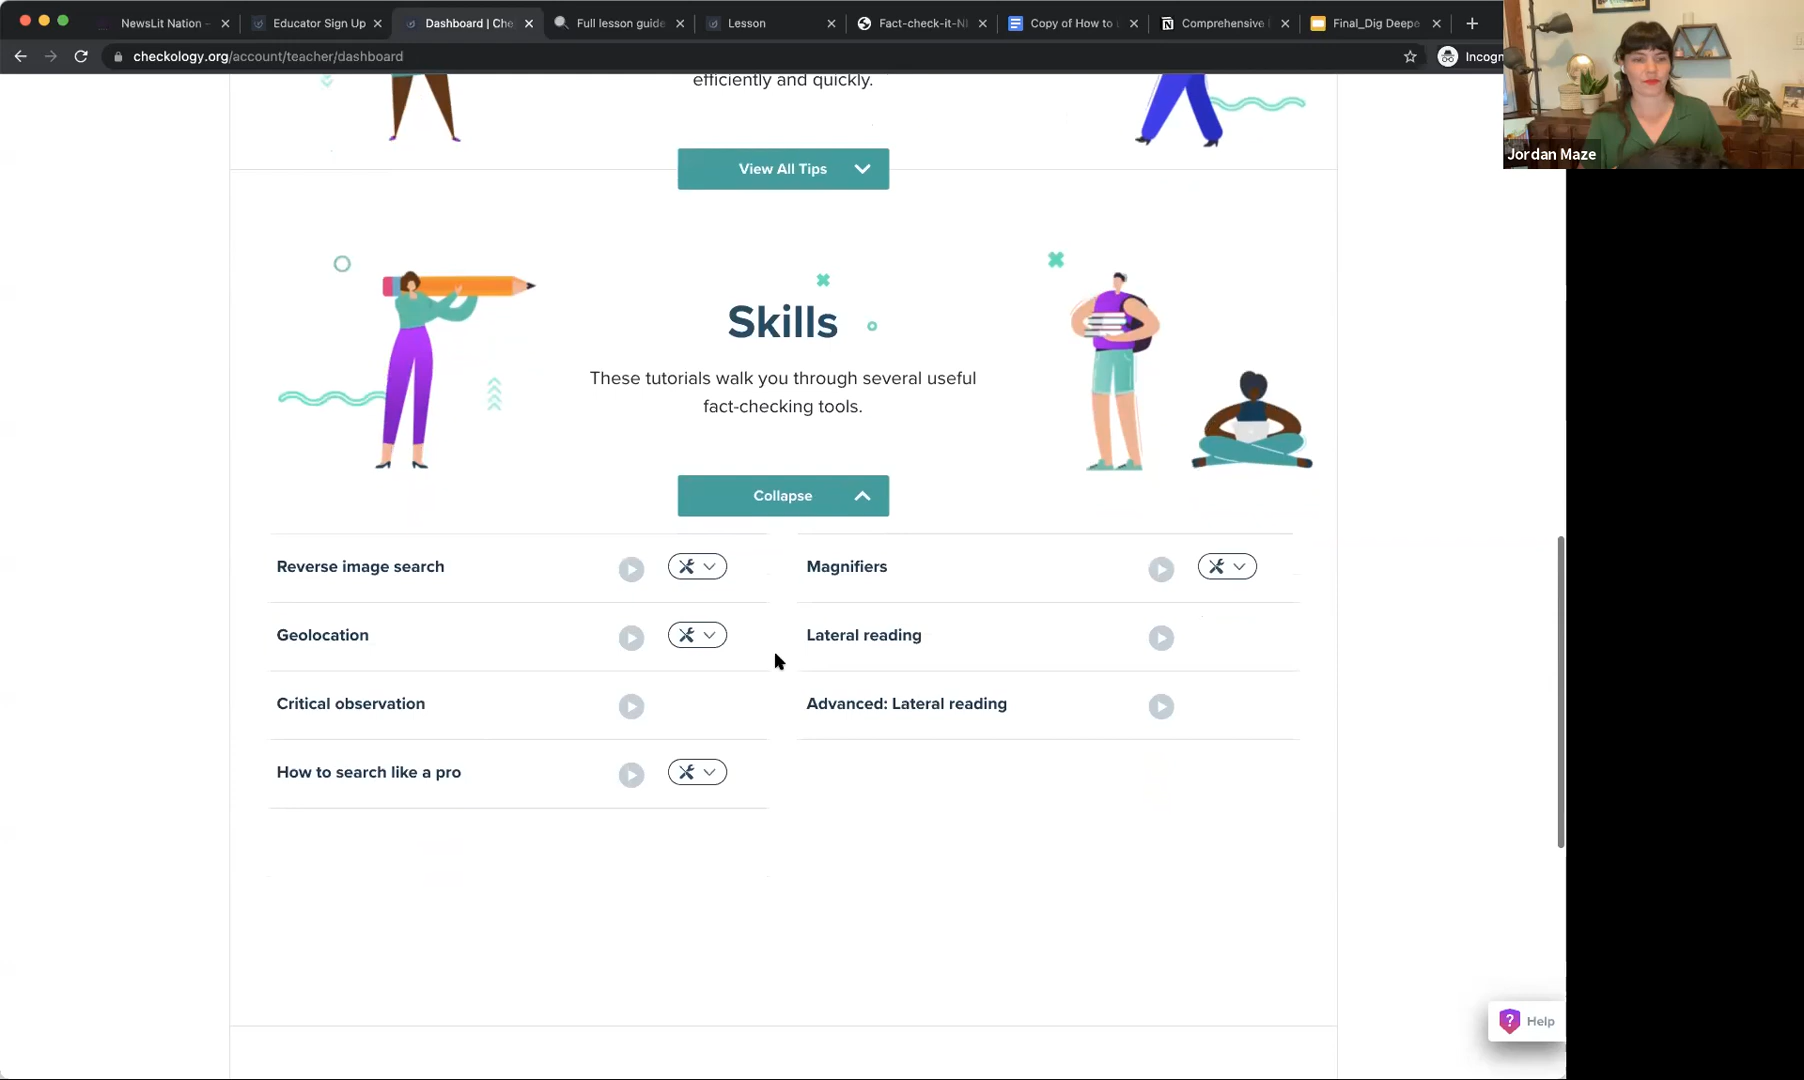 NewsLit Nation -
Educator Sign Up
Dashboard | Che
Full lesson guide
Lesson
Fact-check-it-NI
Copy of How to u
Comprehensive
Final_Dig Deepe
checkology.org/account/teacher/dashboard
Incogn
Jordan Maze
efficiently and quickly.
View All Tips
Skills
These tutorials walk you through several useful
fact-checking tools.
Collapse
Reverse image search
Magnifiers
Geolocation
Lateral reading
Critical observation
Advanced: Lateral reading
How to search like a pro
? Help